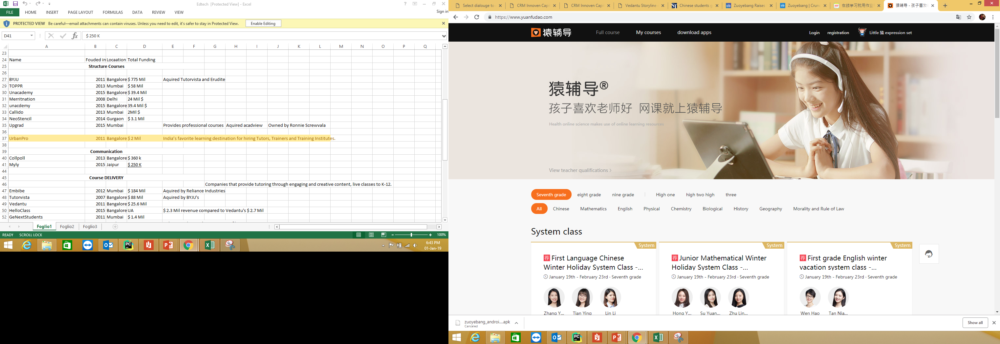 Edtech [Protected View] - Excel
FILE HOME INSERT PAGE LAYOUT FORMULAS DATA REVIEW VIEW Sign in
PROTECTED VIEW Be careful—email attachments can contain viruses. Unless you need to edit, it's safer to stay in Protected View. Enable Editing
D41 fx $ 250 K
A B C D E F G H I J K L M N O P Q
23
24 Name Fouded in Locaation Total Funding
25 Structure Courses
26
27 BYJU 2011 Bangalore $ 775 Mil Aquired Tutorvista and Erudite
29 TOPPR 2013 Mumbai $ 58 Mil
30 Unacademy 2015 Bangalore $ 39.4 Mil
31 Merritnation 2008 Delhi 24 Mil $
32 unacdemy 2015 Bangalore 39.4 Mil $
33 Callido 2013 Mumbai 2MIl $
34 NeoStencil 2014 Gurgaon $ 3.1 Mil
35 Upgrad 2015 Mumbai Provides professional courses Aquired acadview Owned by Ronnie Screwvala
36
37 UrbanPro 2011 Bangalore $ 2 Mil India's favorite learning destination for hiring Tutors, Trainers and Training Institutes.
38
39 Communication
40 Collpoll 2013 Bangalore $ 360 k
41 Myly 2015 Jaipur $ 250 K
44
45 Course DELIVERY
46 Companies that provide tutoring through engaging and creative content, live classes to K-12.
47 Embibe 2012 Mumbai $ 184 Mil Aquired by Reliance Industries
48 Tutorvista 2007 Bangalore $ 88 Mil Aquired by BYJU's
49 Vedantu 2011 Bangalore $ 25.6 Mil
50 HelloClass 2015 Bangalore UA $ 2.3 Mil revenue compared to Vedantu's $ 2.7 Mil
52 GeNextStudents 2011 Mumbai $ 1.4 Mil
Foglio1 Foglio2 Foglio3
READY SCROLL LOCK 100%
6:43 PM
01-Jan-19
Select dialouge to CRM Innoven Cap CRM Innoven Cap Vedantu Storyline Chinese students g Zuoyebang Raises Zuoyebang | Crun 在线学习就用作业 猿辅导 - 孩子喜欢
https://www.yuanfudao.com
猿辅导 Full course My courses download apps Login registration Little 猿 expression set
猿辅导®
孩子喜欢老师好 网课就上猿辅导
Health online science makes use of online learning resources
View teacher qualifications >
Seventh grade eight grade nine grade High one high two high three
All Chinese Mathematics English Physical Chemistry Biological History Geography Morality and Rule of Law
System class
System System System
荐 First Language Chinese Winter Holiday System Class -...
January 19th - February 23rd · Seventh grade
Zhang Y... Tian Ying Lin Li
荐 Junior Mathematical Winter Holiday System Class -...
January 19th - February 23rd · Seventh grade
Hong Y... Su Yuan... Zhu Lin...
荐 First grade English winter vacation system class -...
January 19th - February 23rd · Seventh grade
Wen Hao Tan Nia...
zuoyebang_androi....apk
Canceled
Show all